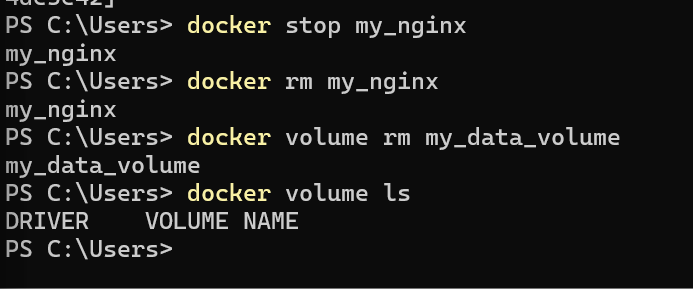 PS C:\Users> docker stop my_nginx
my_nginx
PS C:\Users> docker rm my_nginx
my_nginx
PS C:\Users> docker volume rm my_data_volume
my_data_volume
PS C:\Users> docker volume ls
DRIVER    VOLUME NAME
PS C:\Users>